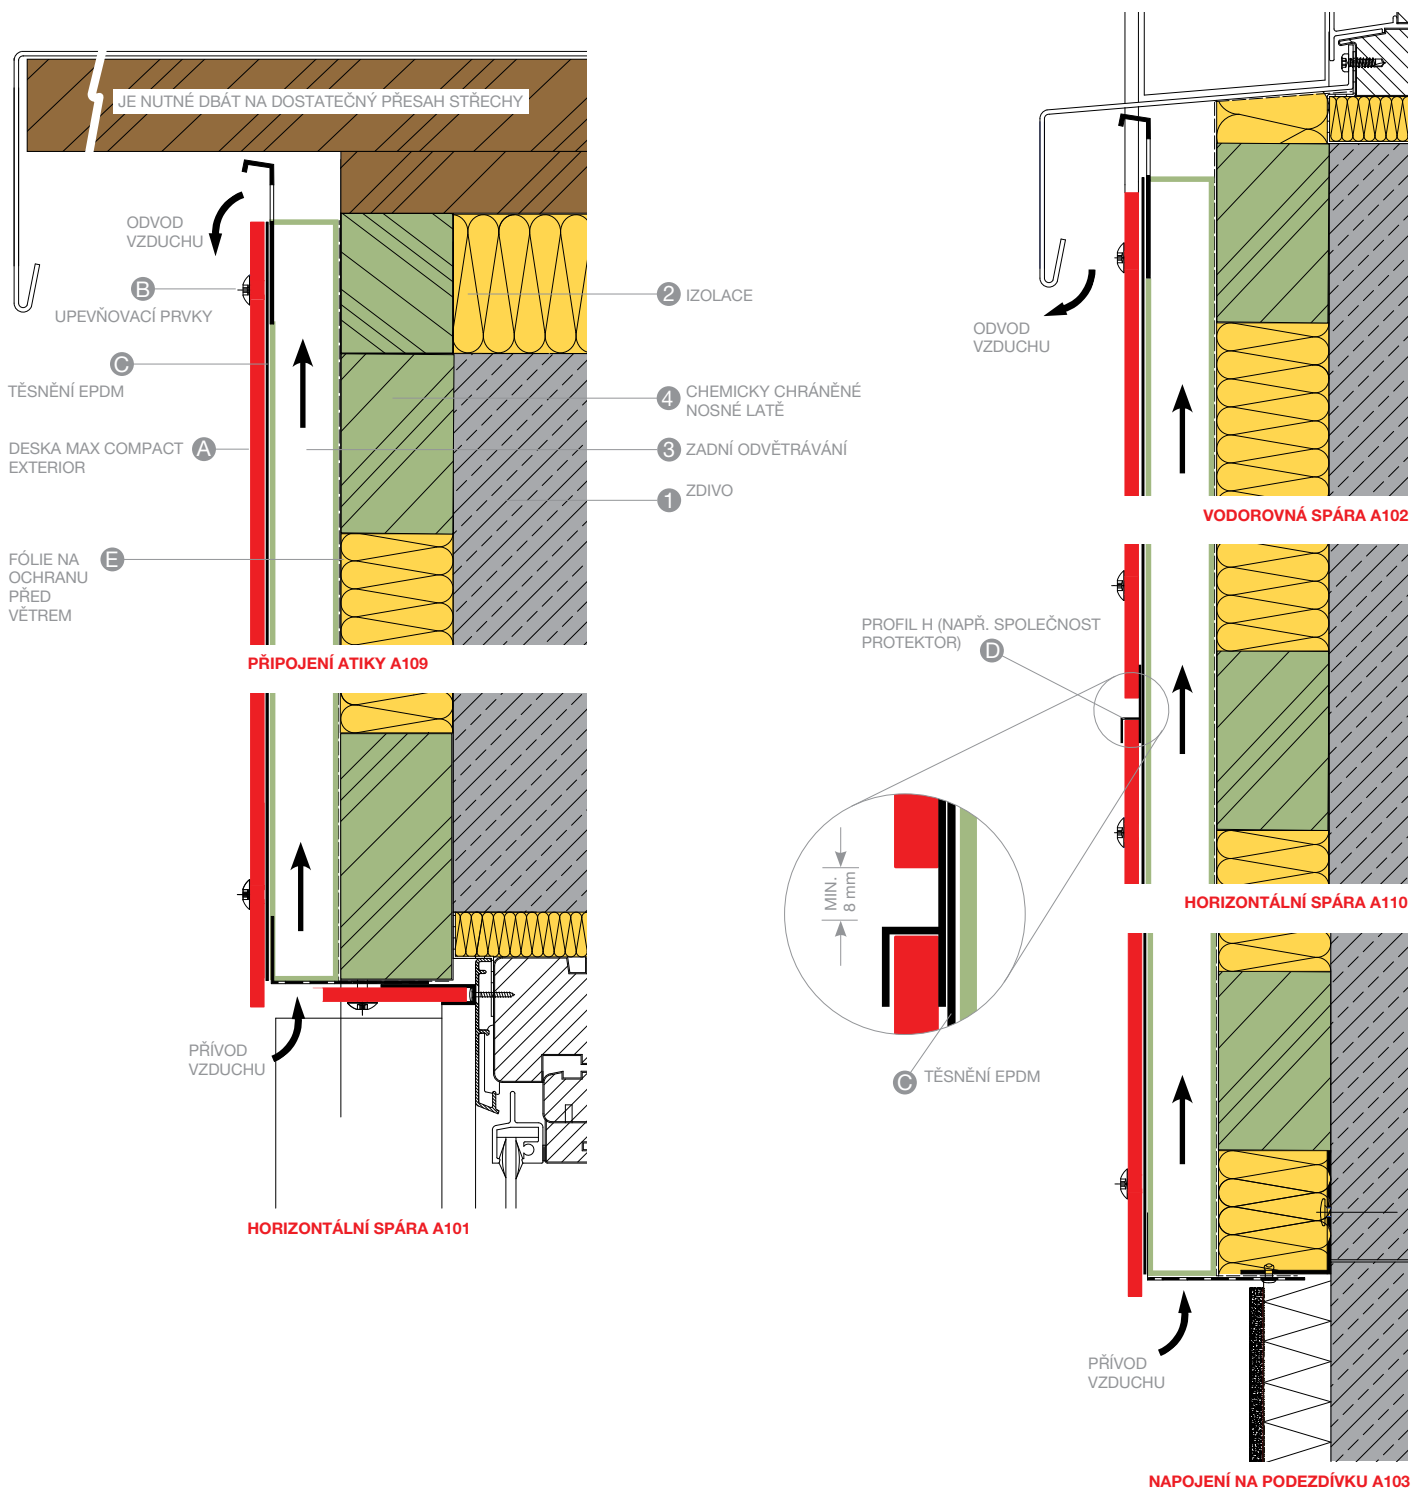 JE NUTNÉ DBÁT NA DOSTATEČNÝ PŘESAH STŘECHY
ODVOD
VZDUCHU
B
UPEVŇOVACÍ PRVKY
C
TĚSNĚNÍ EPDM
DESKA MAX COMPACT
EXTERIOR
A
FÓLIE NA
OCHRANU
PŘED
VĚTREM
E
2 IZOLACE
4 CHEMICKY CHRÁNĚNÉ
NOSNÉ LATĚ
3 ZADNÍ ODVĚTRÁVÁNÍ
1 ZDIVO
PŘIPOJENÍ ATIKY A109
PŘÍVOD
VZDUCHU
HORIZONTÁLNÍ SPÁRA A101
ODVOD
VZDUCHU
VODOROVNÁ SPÁRA A102
PROFIL H (NAPŘ. SPOLEČNOST
PROTEKTOR)
D
MIN.
8 mm
C TĚSNĚNÍ EPDM
HORIZONTÁLNÍ SPÁRA A110
PŘÍVOD
VZDUCHU
NAPOJENÍ NA PODEZDÍVKU A103